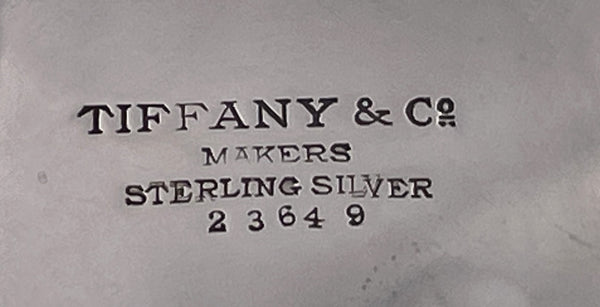 TIFFANY & Co
MAKERS
STERLING SILVER
23649